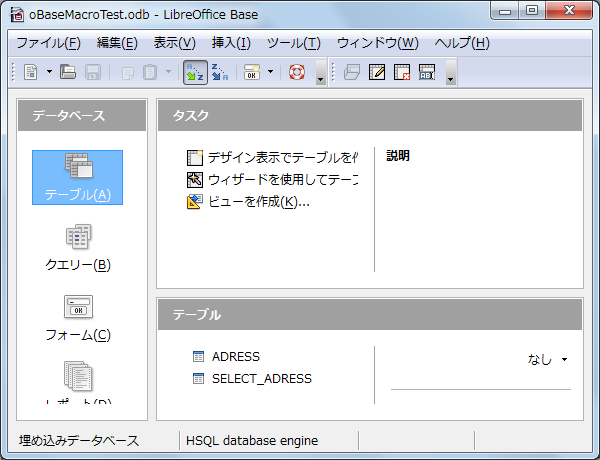 oBaseMacroTest.odb - LibreOffice Base
ファイル(F) 編集(E) 表示(V) 挿入(I) ツール(T) ウィンドウ(W) ヘルプ(H)
データベース
テーブル(A)
クエリー(B)
フォーム(C)
レポート(D)
タスク
デザイン表示でテーブルを作
ウィザードを使用してテーブ
ビューを作成(K)...
説明
テーブル
ADRESS
SELECT_ADRESS
なし
埋め込みデータベース HSQL database engine